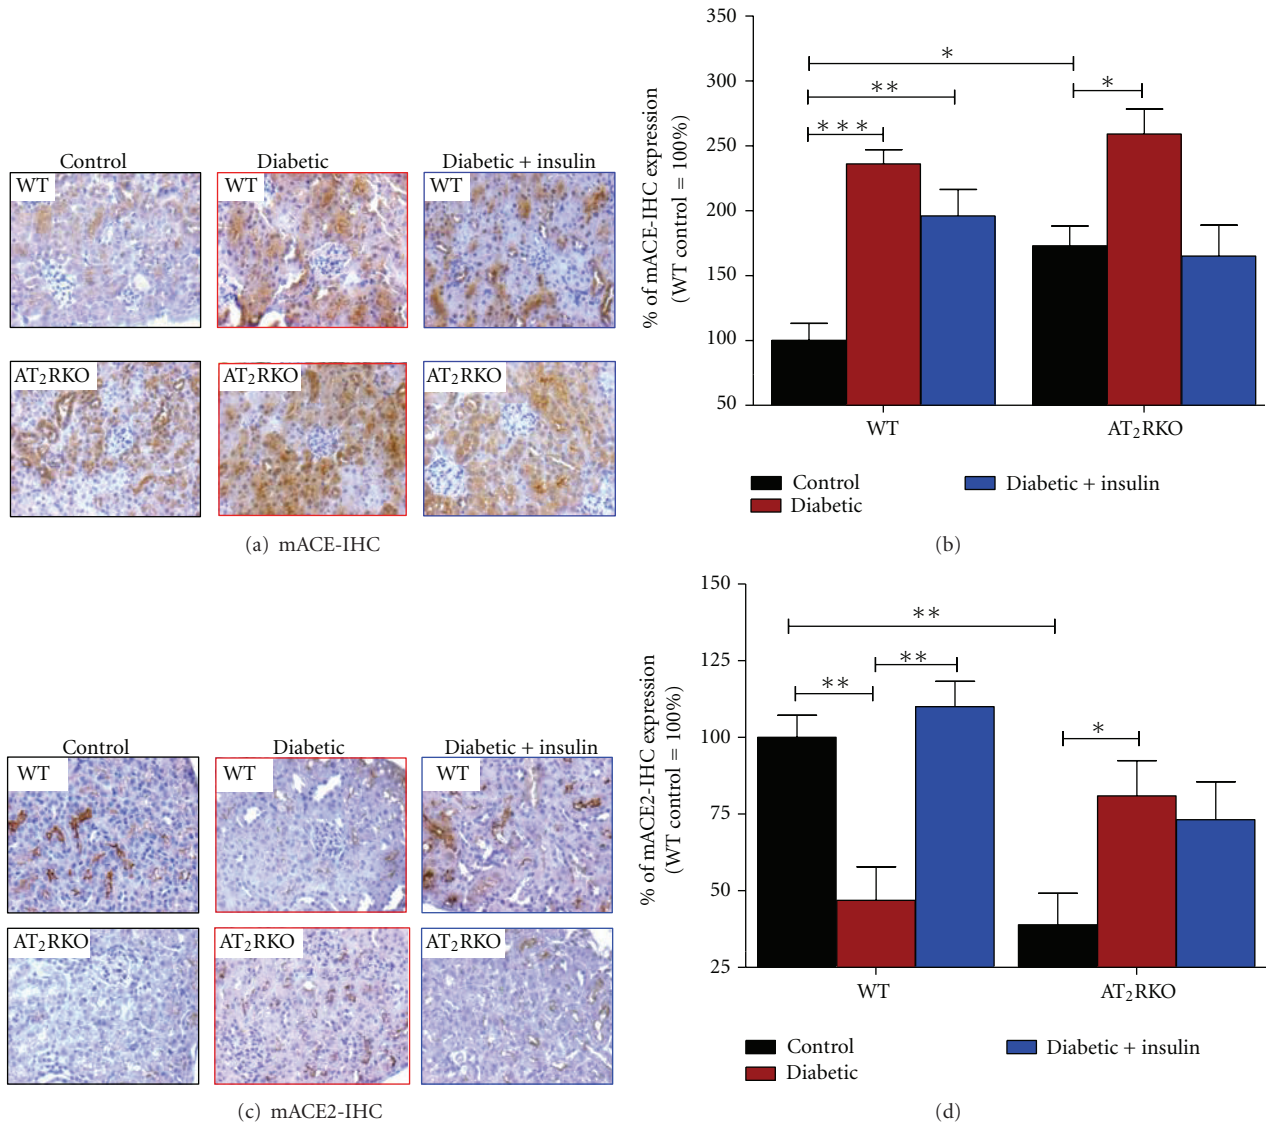 Control
Diabetic
Diabetic + insulin
WT
WT
WT
AT₂RKO
AT₂RKO
AT₂RKO
(a) mACE-IHC
% of mACE-IHC expression
(WT control = 100%)
350
300
250
200
150
100
50
*
**
***
*
WT
AT₂RKO
Control
Diabetic
Diabetic + insulin
(b)
Control
Diabetic
Diabetic + insulin
WT
WT
WT
AT₂RKO
AT₂RKO
AT₂RKO
(c) mACE2-IHC
% of mACE2-IHC expression
(WT control = 100%)
150
125
100
75
50
25
**
**
**
*
WT
AT₂RKO
Control
Diabetic
Diabetic + insulin
(d)